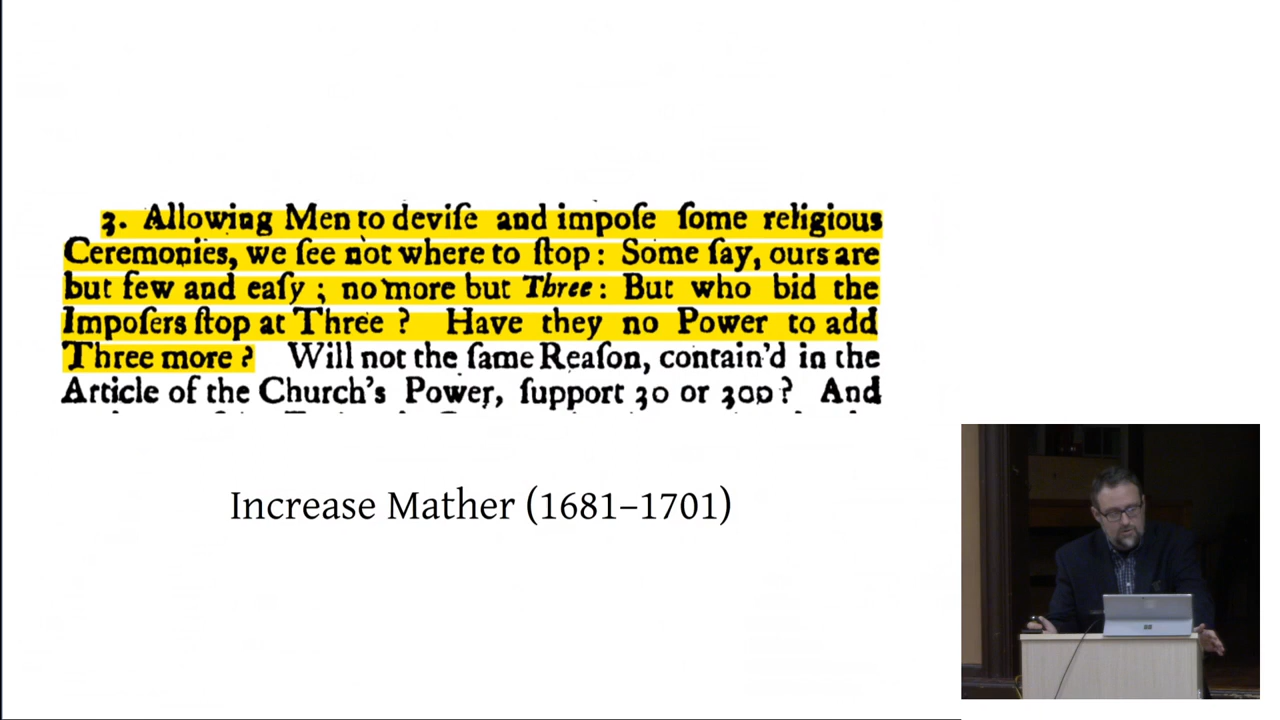 3. Allowing Men to deviſe and impoſe ſome religious
Ceremonies, we ſee not where to ſtop: Some ſay, ours are
but few and eaſy; no more but Three: But who bid the
Impoſers ſtop at Three? Have they no Power to add
Three more? Will not the ſame Reaſon, contain'd in the
Article of the Church's Power, ſupport 30 or 300? And
Increase Mather (1681–1701)